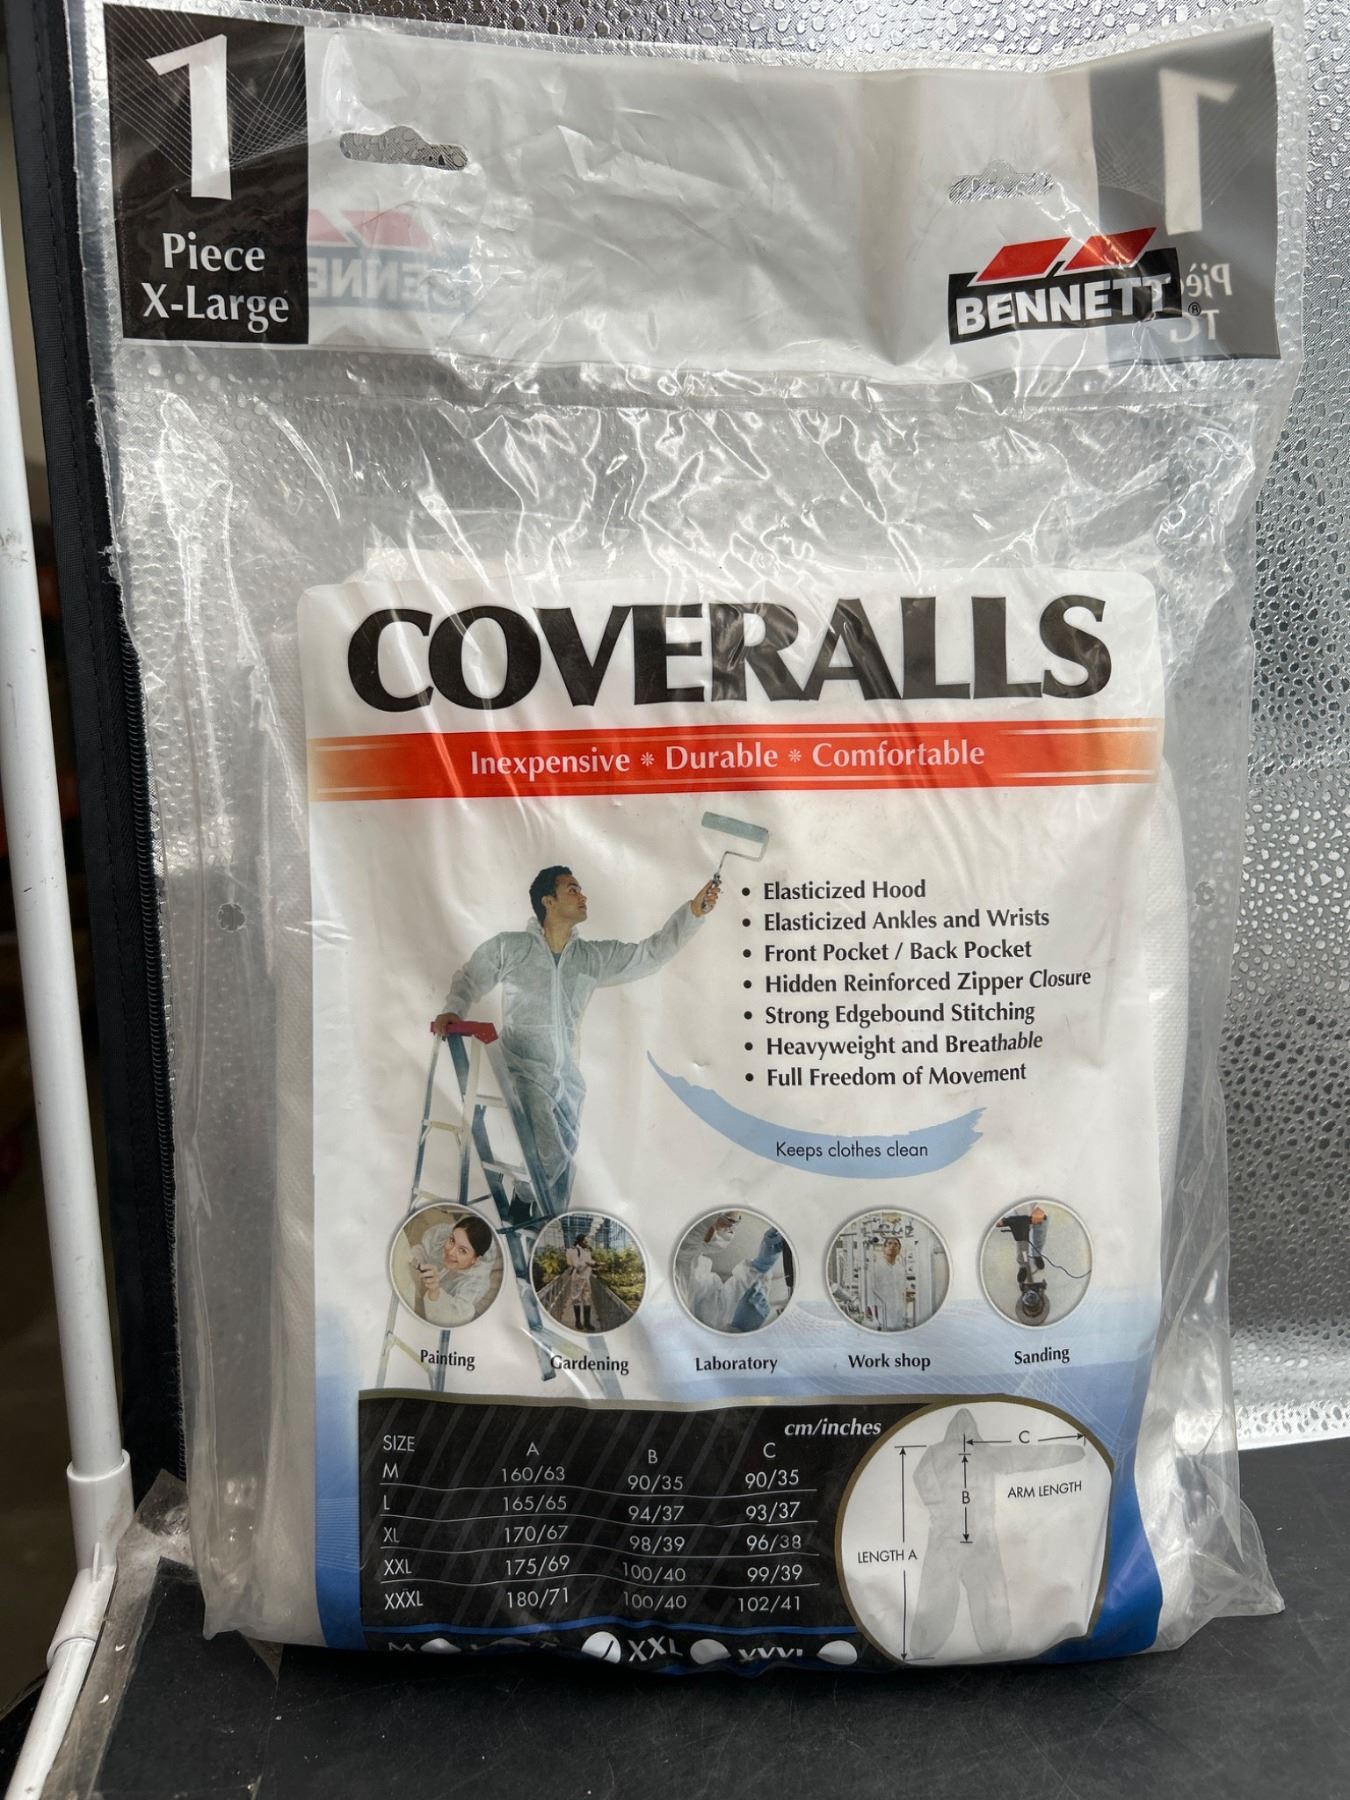 1
Piece
X-Large
BENNETT ®
COVERALLS
Inexpensive * Durable * Comfortable
• Elasticized Hood
• Elasticized Ankles and Wrists
• Front Pocket / Back Pocket
• Hidden Reinforced Zipper Closure
• Strong Edgebound Stitching
• Heavyweight and Breathable
• Full Freedom of Movement
Keeps clothes clean
Painting Gardening Laboratory Work shop Sanding
cm/inches
SIZE A B C
M 160/63 90/35 90/35
L 165/65 94/37 93/37
XL 170/67 98/39 96/38
XXL 175/69 100/40 99/39
XXXL 180/71 100/40 102/41
C
B
ARM LENGTH
LENGTH A
M XXL XXXL